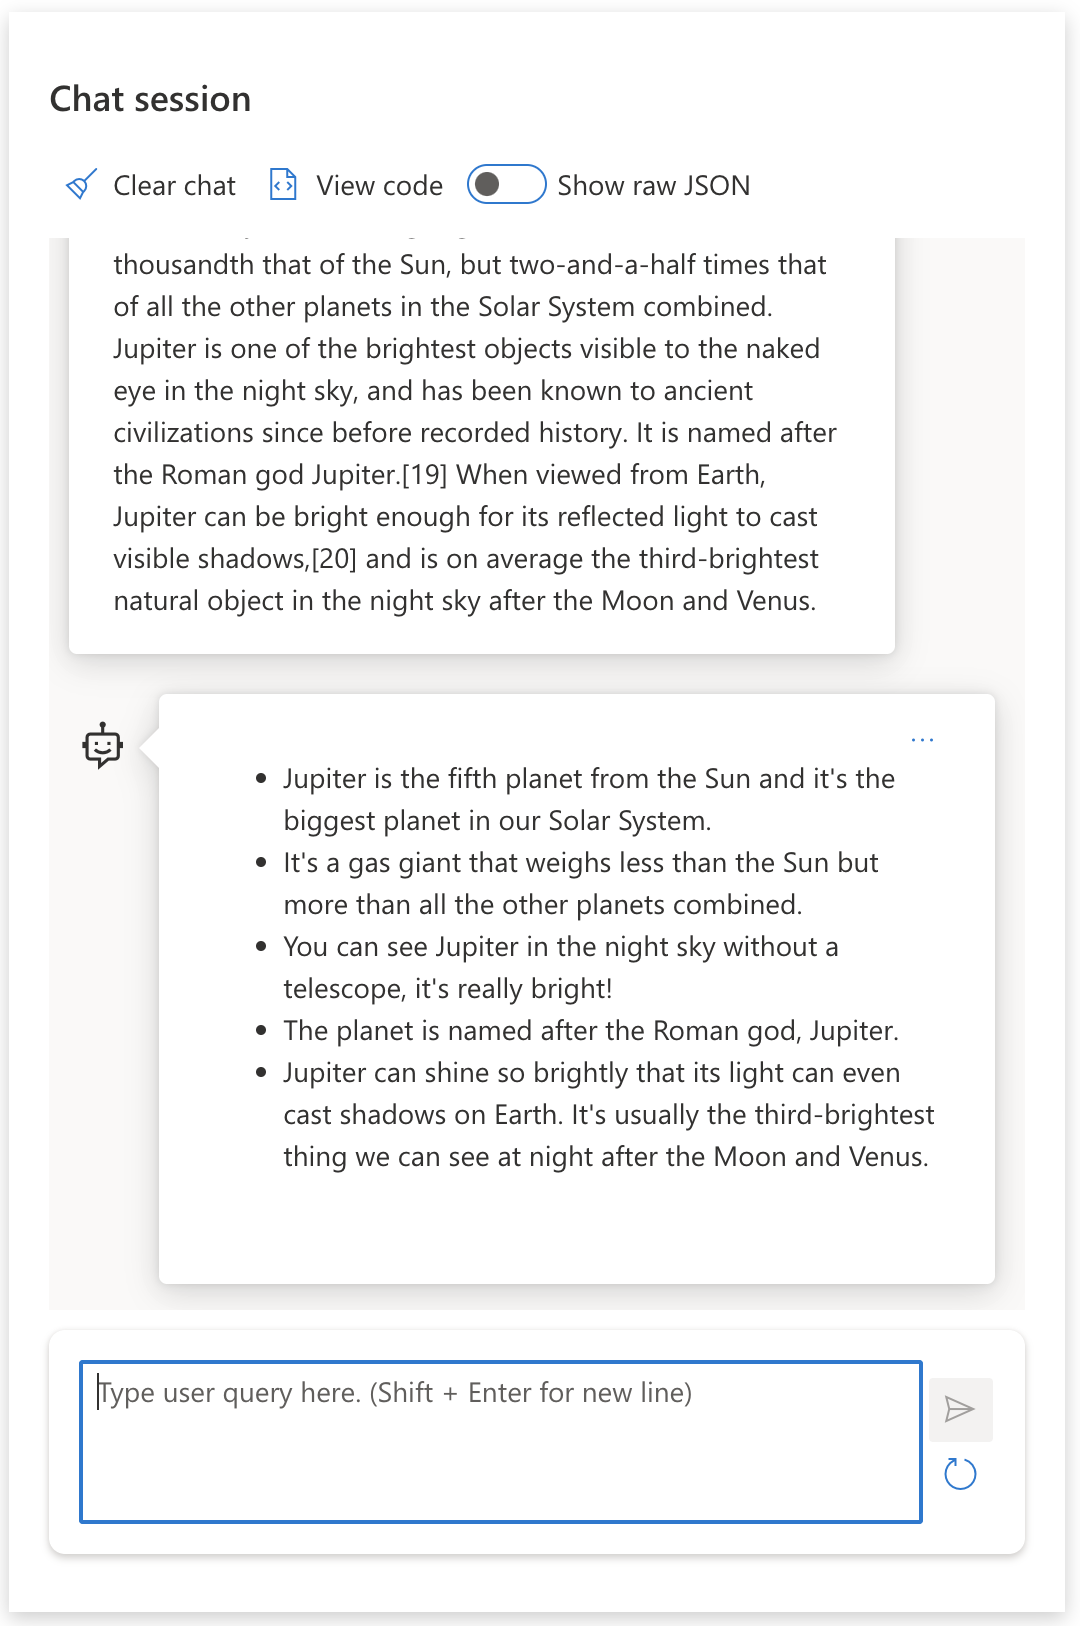 Chat session
Clear chat View code Show raw JSON
thousandth that of the Sun, but two-and-a-half times that
of all the other planets in the Solar System combined.
Jupiter is one of the brightest objects visible to the naked
eye in the night sky, and has been known to ancient
civilizations since before recorded history. It is named after
the Roman god Jupiter.[19] When viewed from Earth,
Jupiter can be bright enough for its reflected light to cast
visible shadows,[20] and is on average the third-brightest
natural object in the night sky after the Moon and Venus.
...
• Jupiter is the fifth planet from the Sun and it's the
biggest planet in our Solar System.
• It's a gas giant that weighs less than the Sun but
more than all the other planets combined.
• You can see Jupiter in the night sky without a
telescope, it's really bright!
• The planet is named after the Roman god, Jupiter.
• Jupiter can shine so brightly that its light can even
cast shadows on Earth. It's usually the third-brightest
thing we can see at night after the Moon and Venus.
Type user query here. (Shift + Enter for new line)